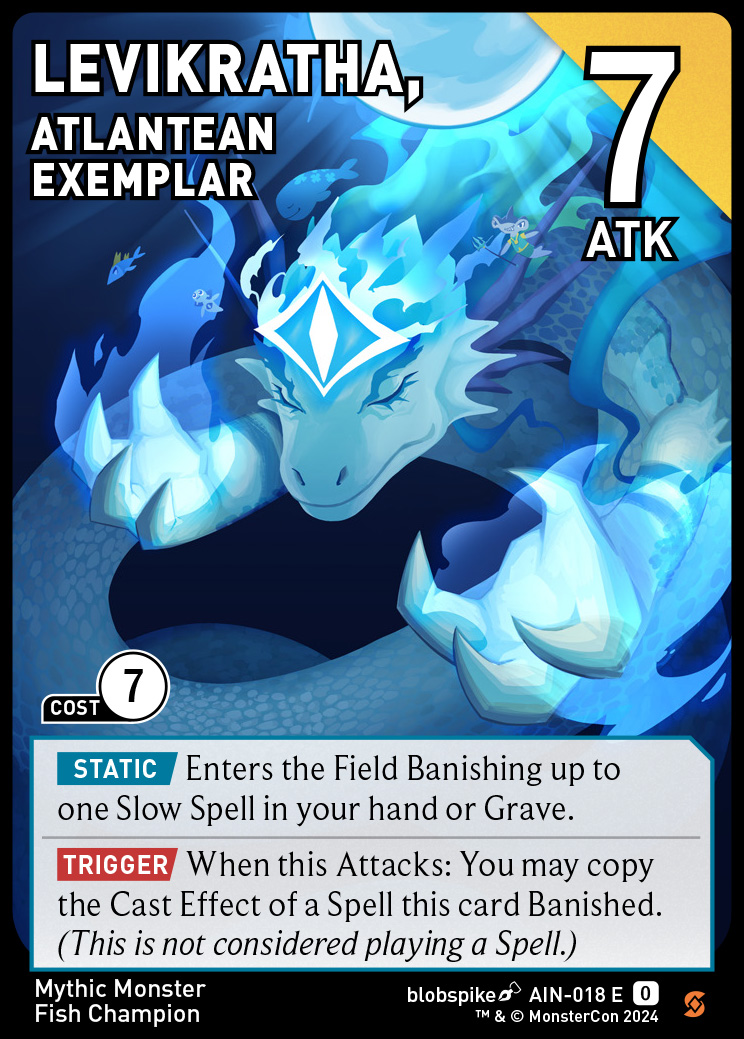 LEVIKRATHA,
ATLANTEAN
EXEMPLAR
7
ATK
COST 7
STATIC Enters the Field Banishing up to
one Slow Spell in your hand or Grave.
TRIGGER When this Attacks: You may copy
the Cast Effect of a Spell this card Banished.
(This is not considered playing a Spell.)
Mythic Monster
Fish Champion
blobspike AIN-018 E 0
™ & © MonsterCon 2024